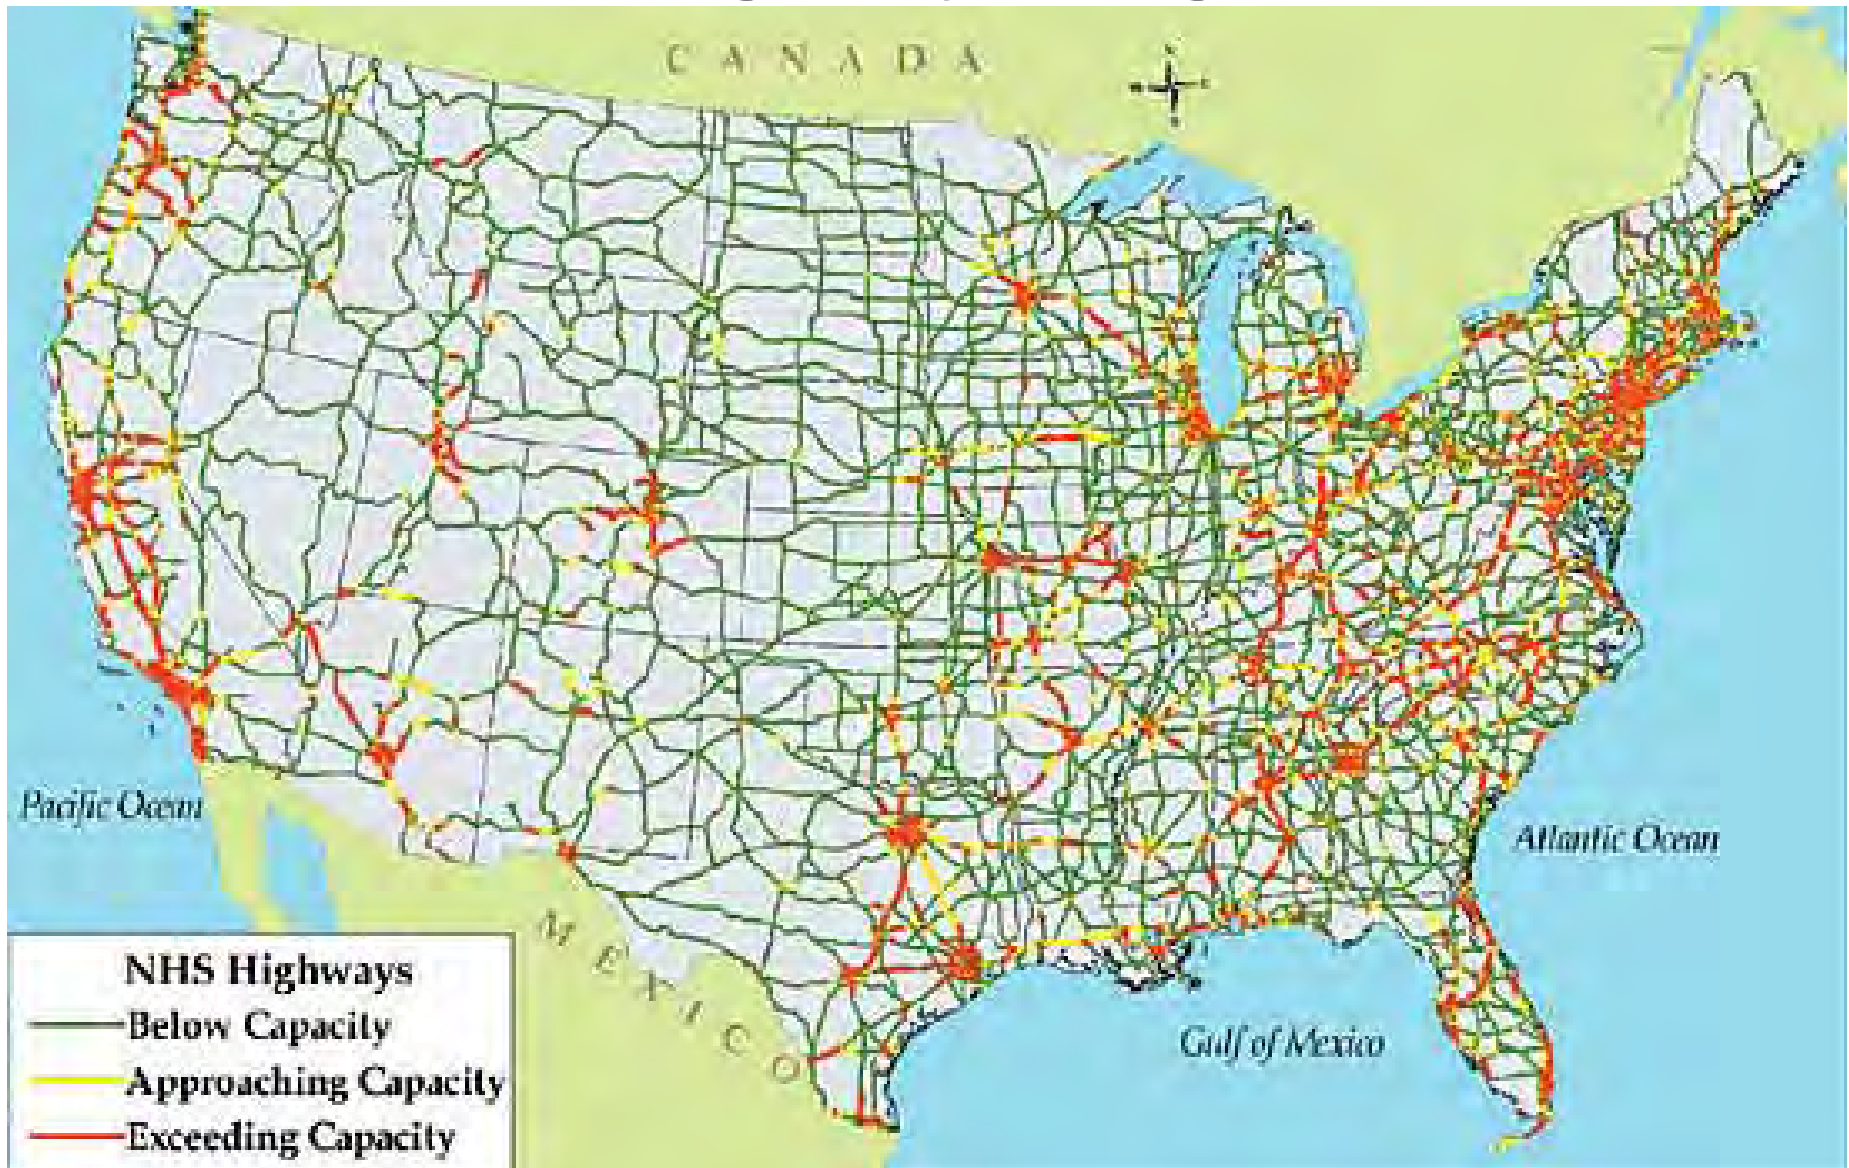 CANADA
Pacific Ocean
Atlantic Ocean
MEXICO
Gulf of Mexico
NHS Highways
Below Capacity
Approaching Capacity
Exceeding Capacity